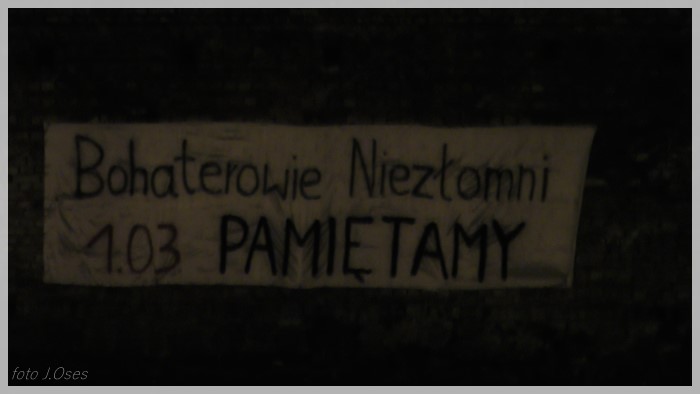 Bohaterowie Niezłomni
1.03 PAMIĘTAMY
foto J.Oses